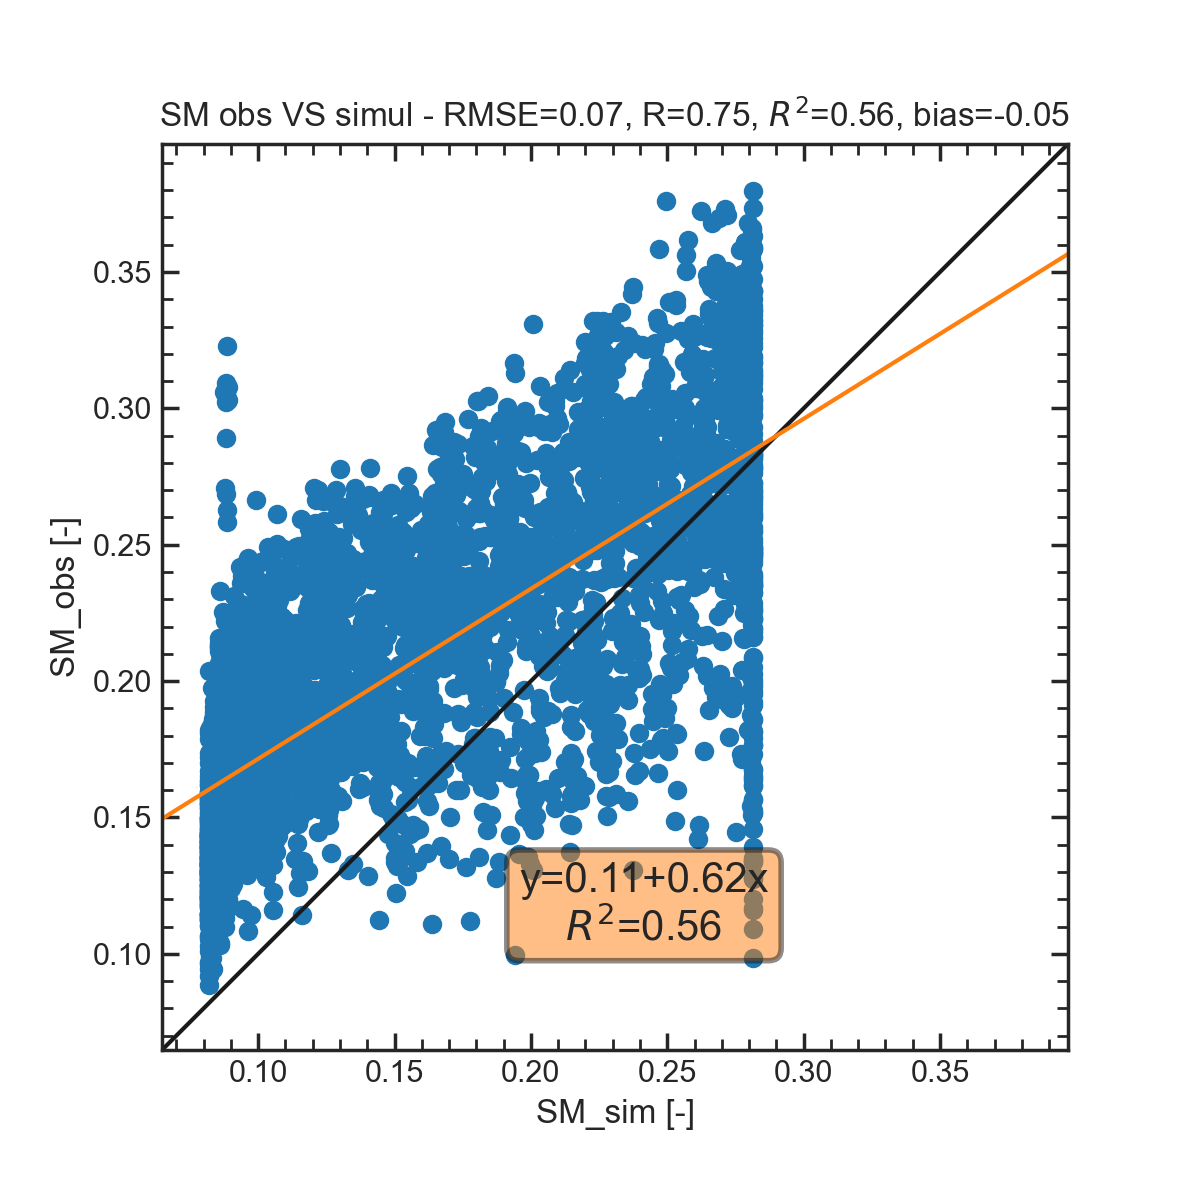 SM obs VS simul - RMSE=0.07, R=0.75, R²=0.56, bias=-0.05
SM_obs [-]
0.35
0.30
0.25
0.20
0.15
0.10
y=0.11+0.62x
R²=0.56
0.10 0.15 0.20 0.25 0.30 0.35
SM_sim [-]